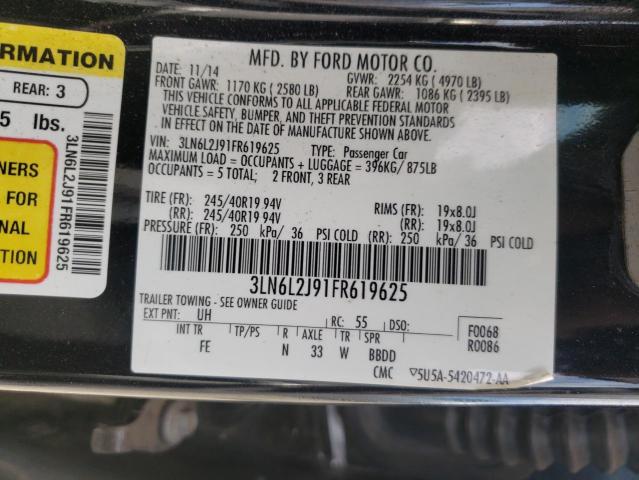 ORMATION
REAR: 3
5 lbs.
NERS
FOR
NAL
ON
3LN6L2J91FR619625
MFD. BY FORD MOTOR CO.
DATE: 11/14 GVWR: 2254 KG (4970 LB)
FRONT GAWR: 1170 KG (2580 LB) REAR GAWR: 1086 KG (2395 LB)
THIS VEHICLE CONFORMS TO ALL APPLICABLE FEDERAL MOTOR
VEHICLE SAFETY, BUMPER, AND THEFT PREVENTION STANDARDS
IN EFFECT ON THE DATE OF MANUFACTURE SHOWN ABOVE.
VIN: 3LN6L2J91FR619625 TYPE: Passenger Car
MAXIMUM LOAD = OCCUPANTS + LUGGAGE = 396KG/ 875LB
OCCUPANTS = 5 TOTAL; 2 FRONT, 3 REAR
TIRE (FR): 245/40R19 94V RIMS (FR): 19x8.0J
(RR): 245/40R19 94V (RR): 19x8.0J
PRESSURE (FR): 250 kPa/ 36 PSI COLD (RR): 250 kPa/ 36 PSI COLD
3LN6L2J91FR619625
TRAILER TOWING - SEE OWNER GUIDE
EXT PNT: UH RC: 55 DSO: F0068
INT TR TP/PS R AXLE TR SPR R0086
FE N 33 W BBDD
CMC 5U5A-5420472-AA